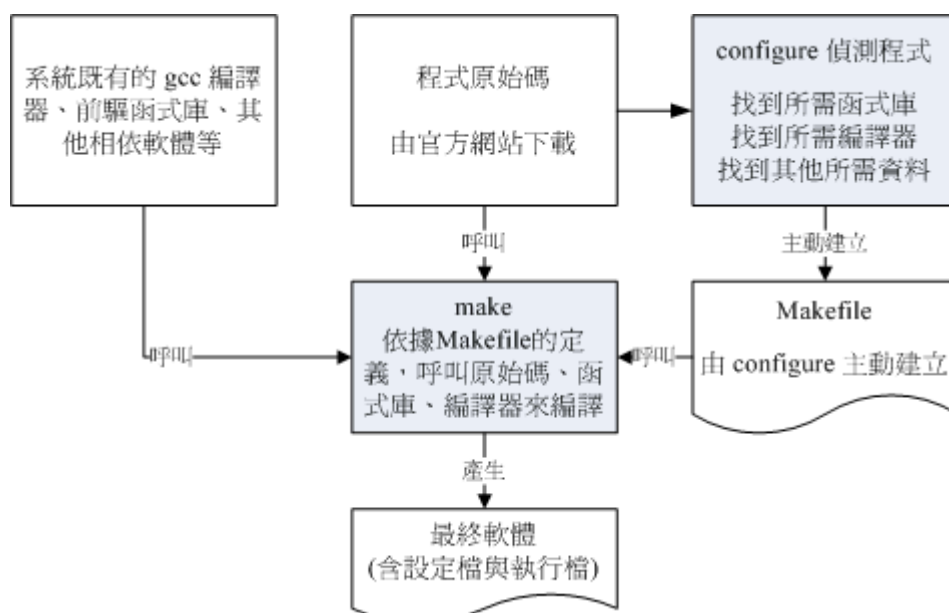 系統既有的 gcc 編譯
器、前驅函式庫、其
他相依軟體等
程式原始碼
由官方網站下載
configure 偵測程式
找到所需函式庫
找到所需編譯器
找到其他所需資料
呼叫
主動建立
make
依據Makefile的定
義，呼叫原始碼、函
式庫、編譯器來編譯
Makefile
由 configure 主動建立
呼叫
呼叫
產生
最終軟體
(含設定檔與執行檔)